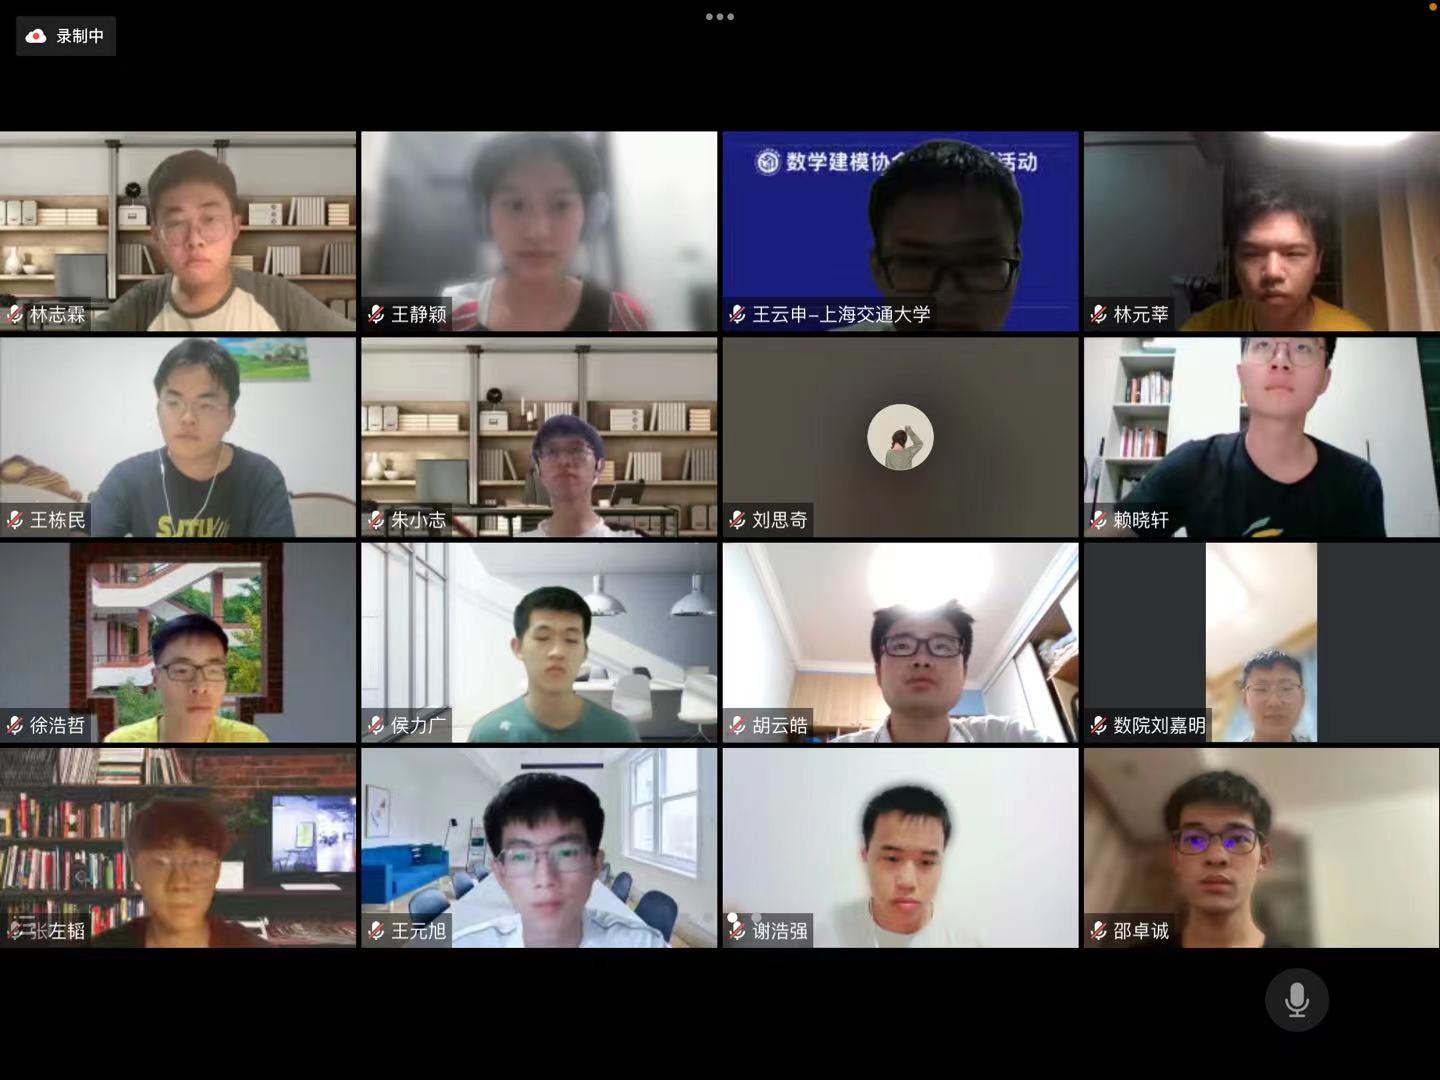 录制中
数学建模协会
活动
林志霖
王静颖
王云申-上海交通大学
林元莘
SJTU
王栋民
朱小志
刘思奇
赖晓轩
徐浩哲
侯力广
胡云皓
数院刘嘉明
张左韬
王元旭
谢浩强
邵卓诚